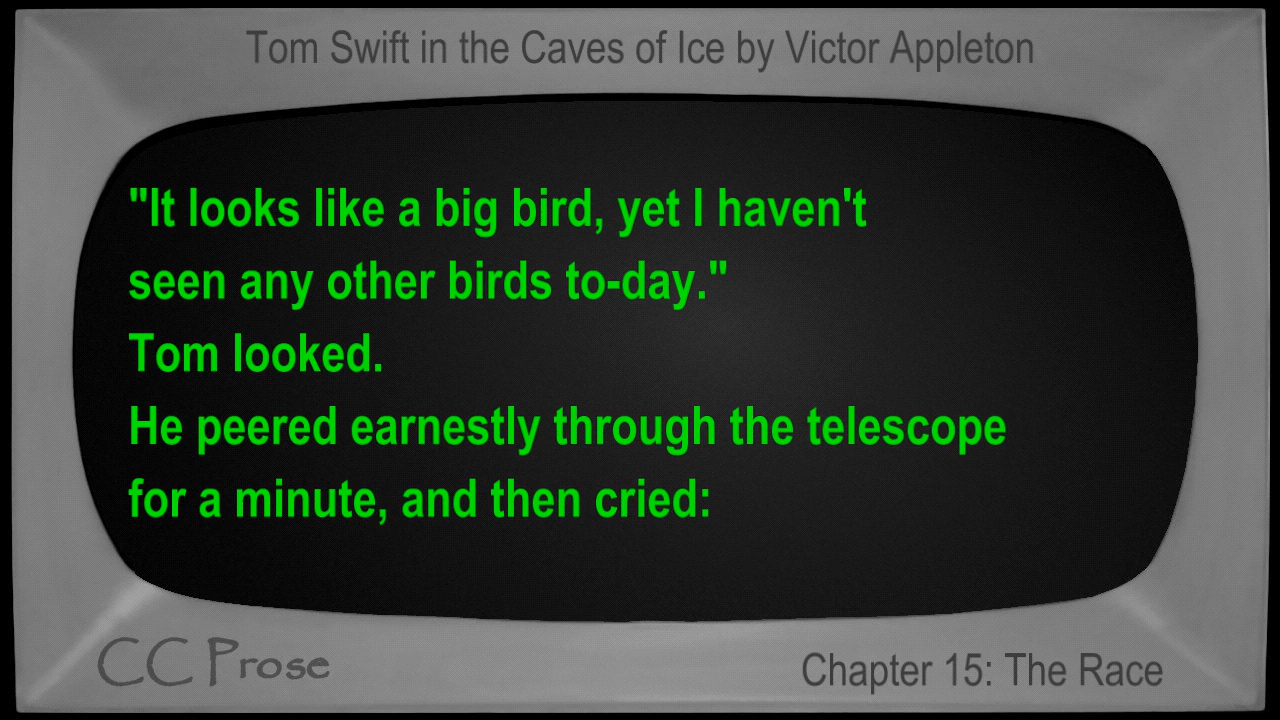 Tom Swift in the Caves of Ice by Victor Appleton
"It looks like a big bird, yet I haven't
seen any other birds to-day."
Tom looked.
He peered earnestly through the telescope
for a minute, and then cried:
CC Prose
Chapter 15: The Race